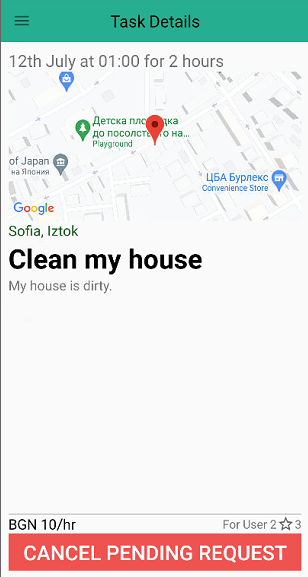 Task Details
12th July at 01:00 for 2 hours
Детска площадка
до посолството на...
Playground
of Japan
на Япония
ЦБА Бурлекс
Convenience Store
Google
Sofia, Iztok
Clean my house
My house is dirty.
BGN 10/hr
For User 2 ☆ 3
CANCEL PENDING REQUEST